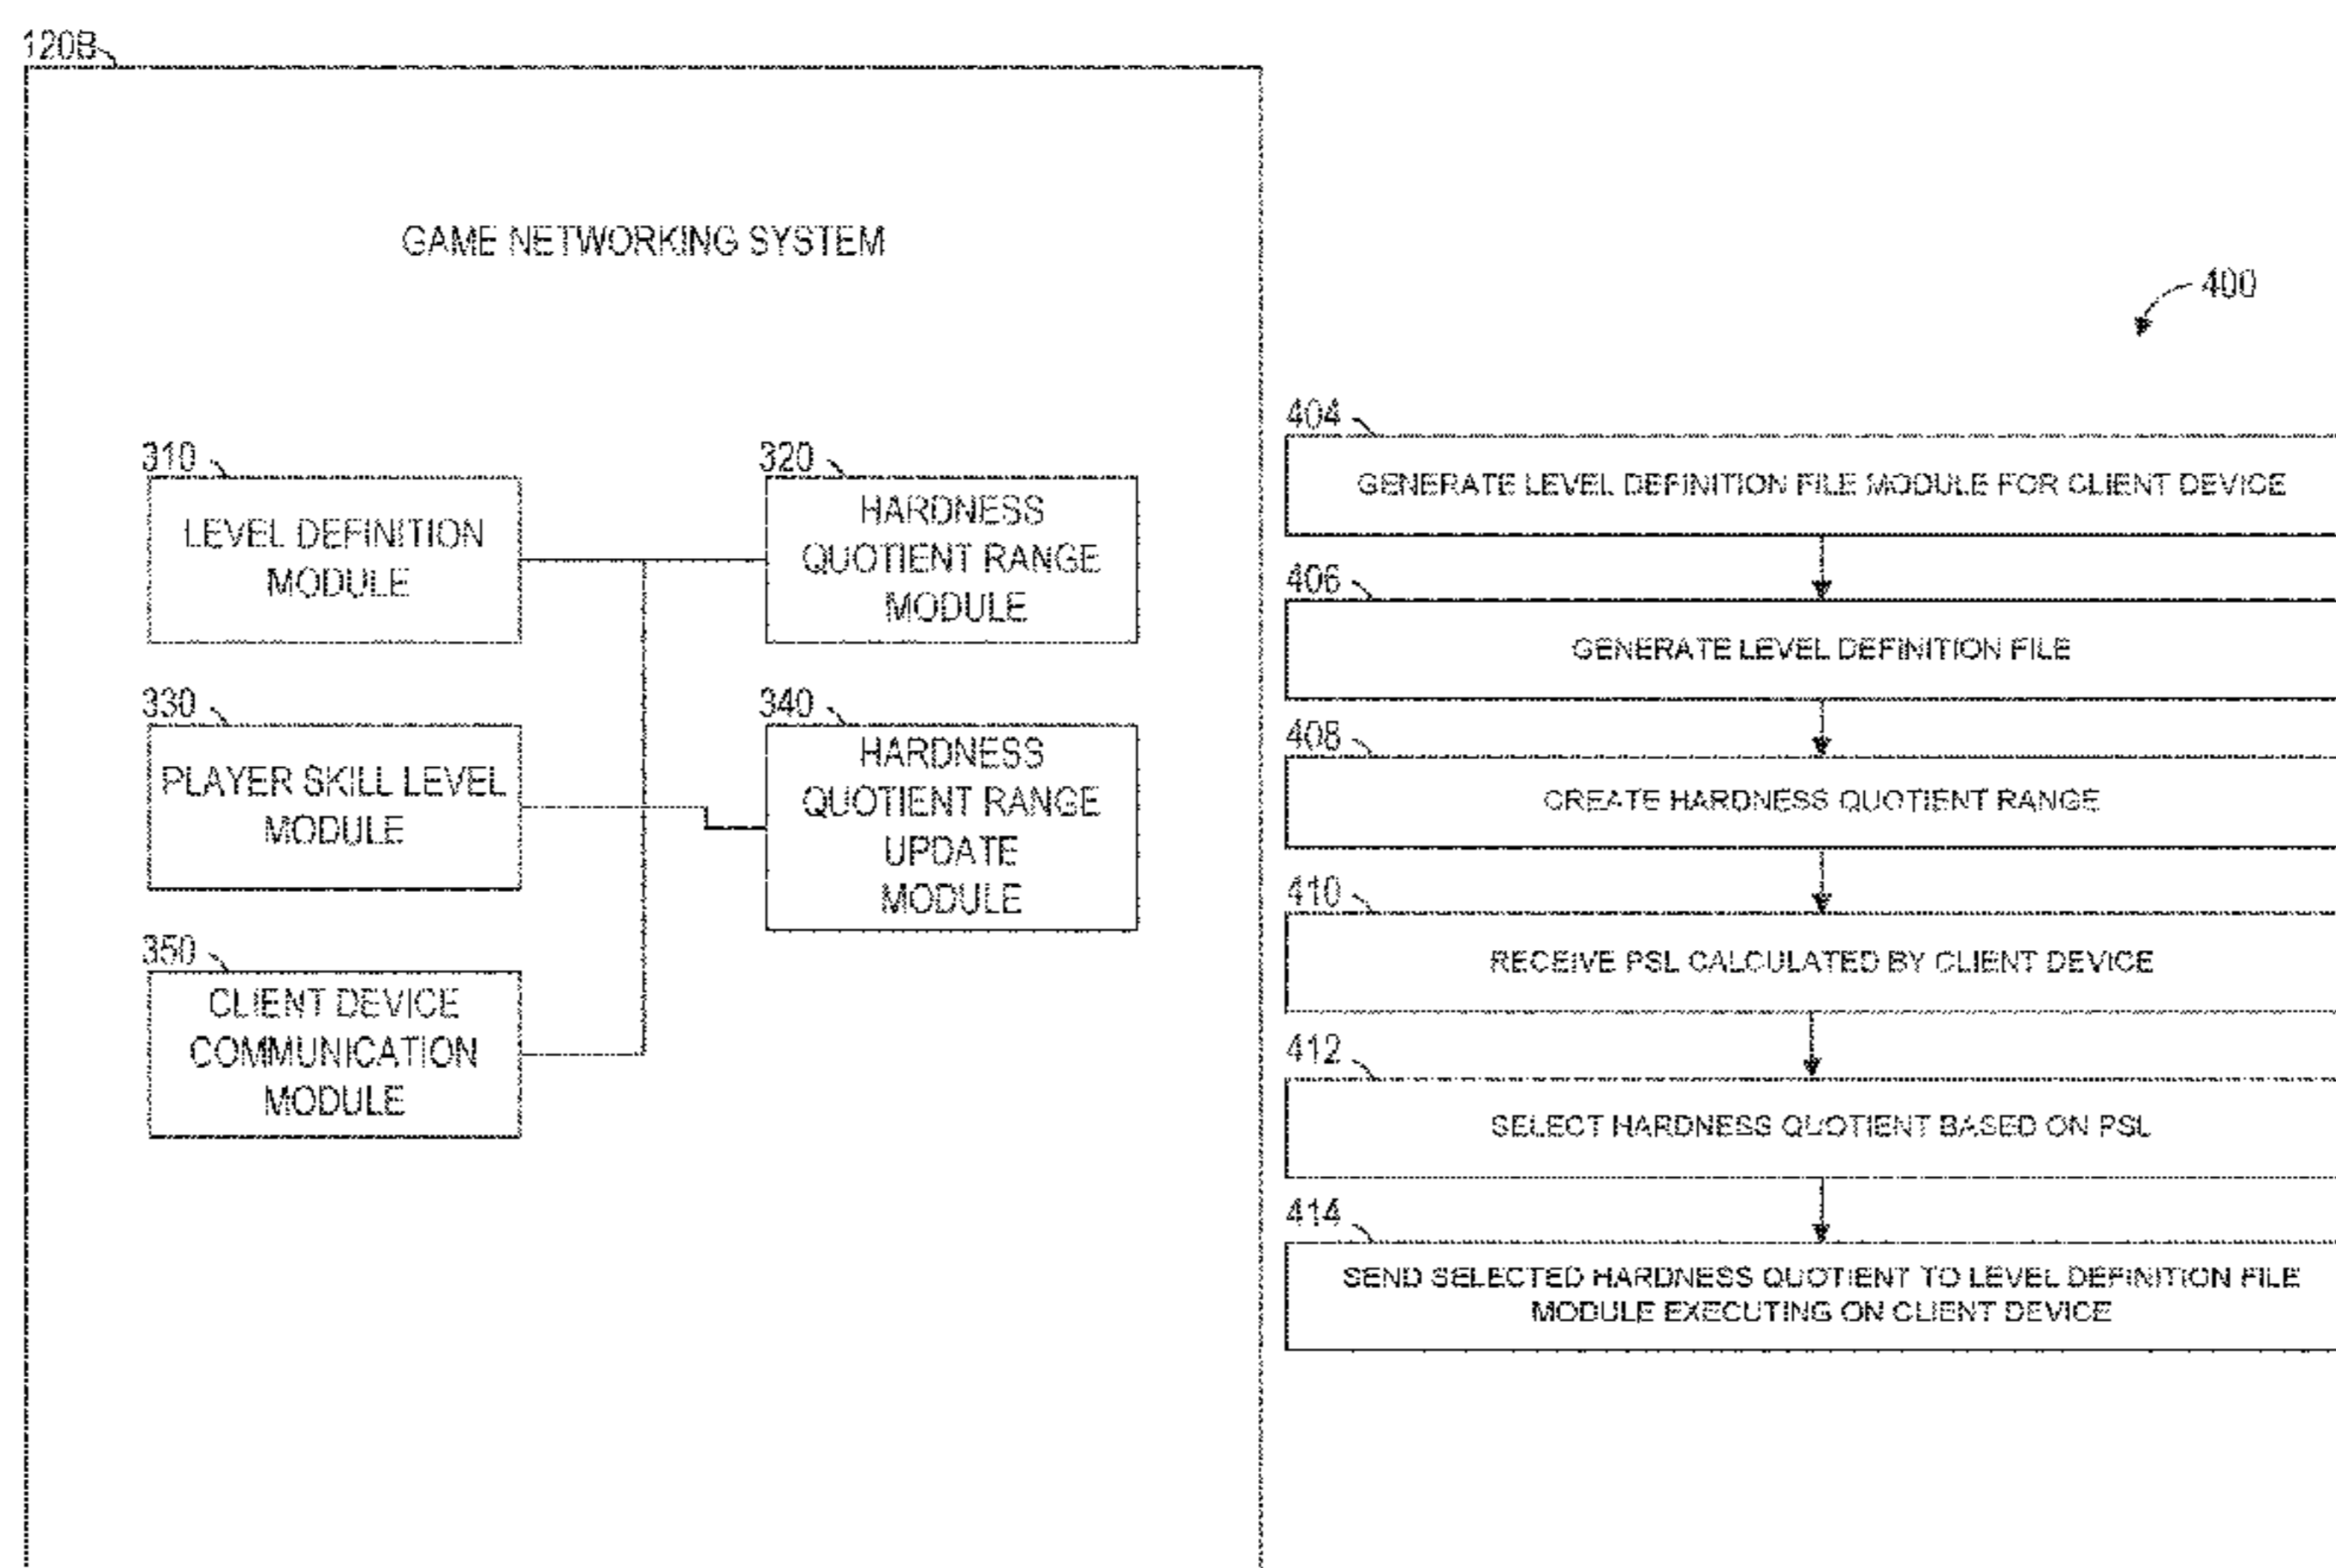 120B
GAME NETWORKING SYSTEM
310
LEVEL DEFINITION
MODULE
320
HARDNESS
QUOTIENT RANGE
MODULE
330
PLAYER SKILL LEVEL
MODULE
340
HARDNESS
QUOTIENT RANGE
UPDATE
MODULE
350
CLIENT DEVICE
COMMUNICATION
MODULE
400
404
GENERATE LEVEL DEFINITION FILE MODULE FOR CLIENT DEVICE
406
GENERATE LEVEL DEFINITION FILE
408
CREATE HARDNESS QUOTIENT RANGE
410
RECEIVE PSL CALCULATED BY CLIENT DEVICE
412
SELECT HARDNESS QUOTIENT BASED ON PSL
414
SEND SELECTED HARDNESS QUOTIENT TO LEVEL DEFINITION FILE
MODULE EXECUTING ON CLIENT DEVICE